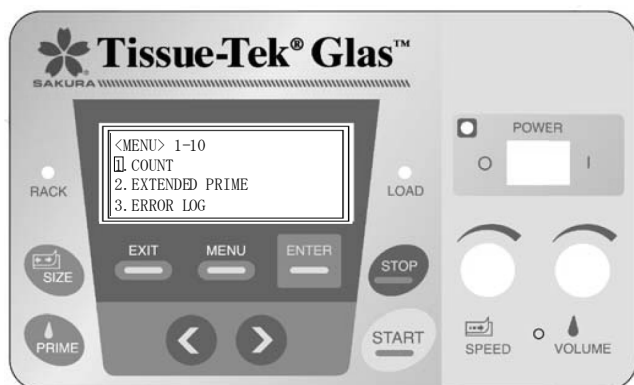 Tissue-Tek® Glas™
SAKURA
POWER
O
I
<MENU> 1-10
1. COUNT
2. EXTENDED PRIME
3. ERROR LOG
RACK
LOAD
EXIT
MENU
ENTER
SIZE
STOP
PRIME
START
SPEED
VOLUME